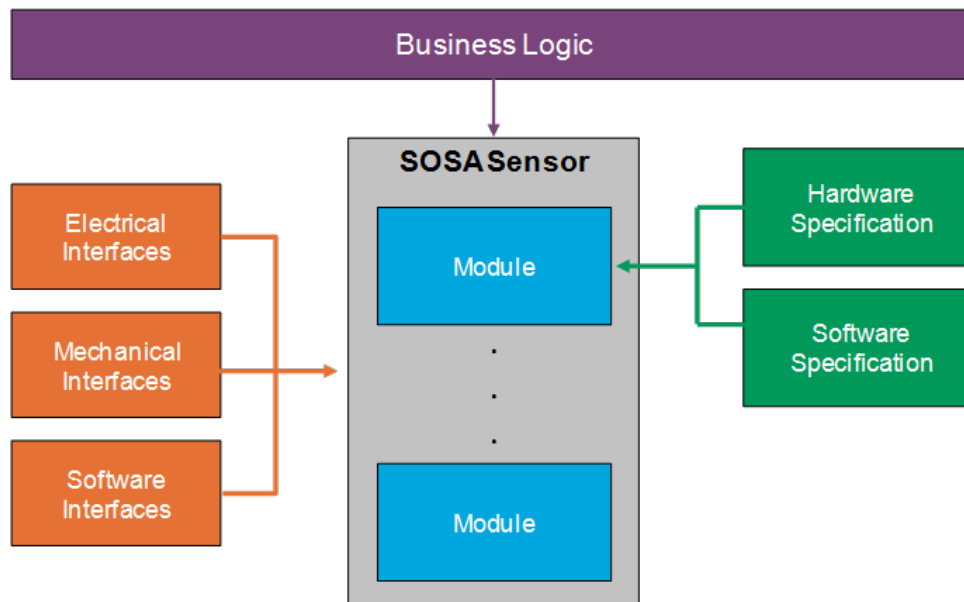 Business Logic
SOSA Sensor
Electrical
Interfaces
Mechanical
Interfaces
Software
Interfaces
Module
.
.
.
Module
Hardware
Specification
Software
Specification